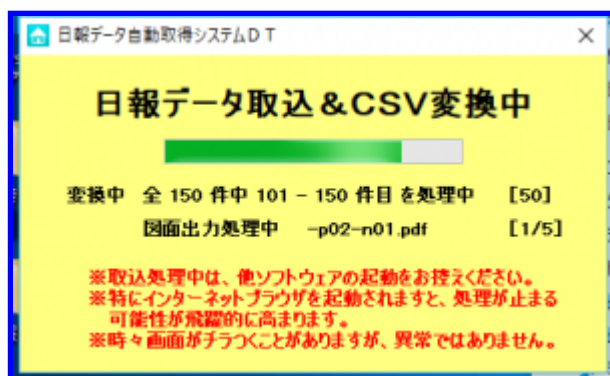 日報データ自動取得システムＤＴ
日報データ取込＆CSV変換中
変換中 全 150 件中 101 − 150 件目 を処理中 [50]
図面出力処理中 −p02−n01.pdf [1/5]
※取込処理中は、他ソフトウェアの起動をお控えください。
※特にインターネットブラウザを起動されますと、処理が止まる
可能性が飛躍的に高まります。
※時々画面がチラつくことがありますが、異常ではありません。